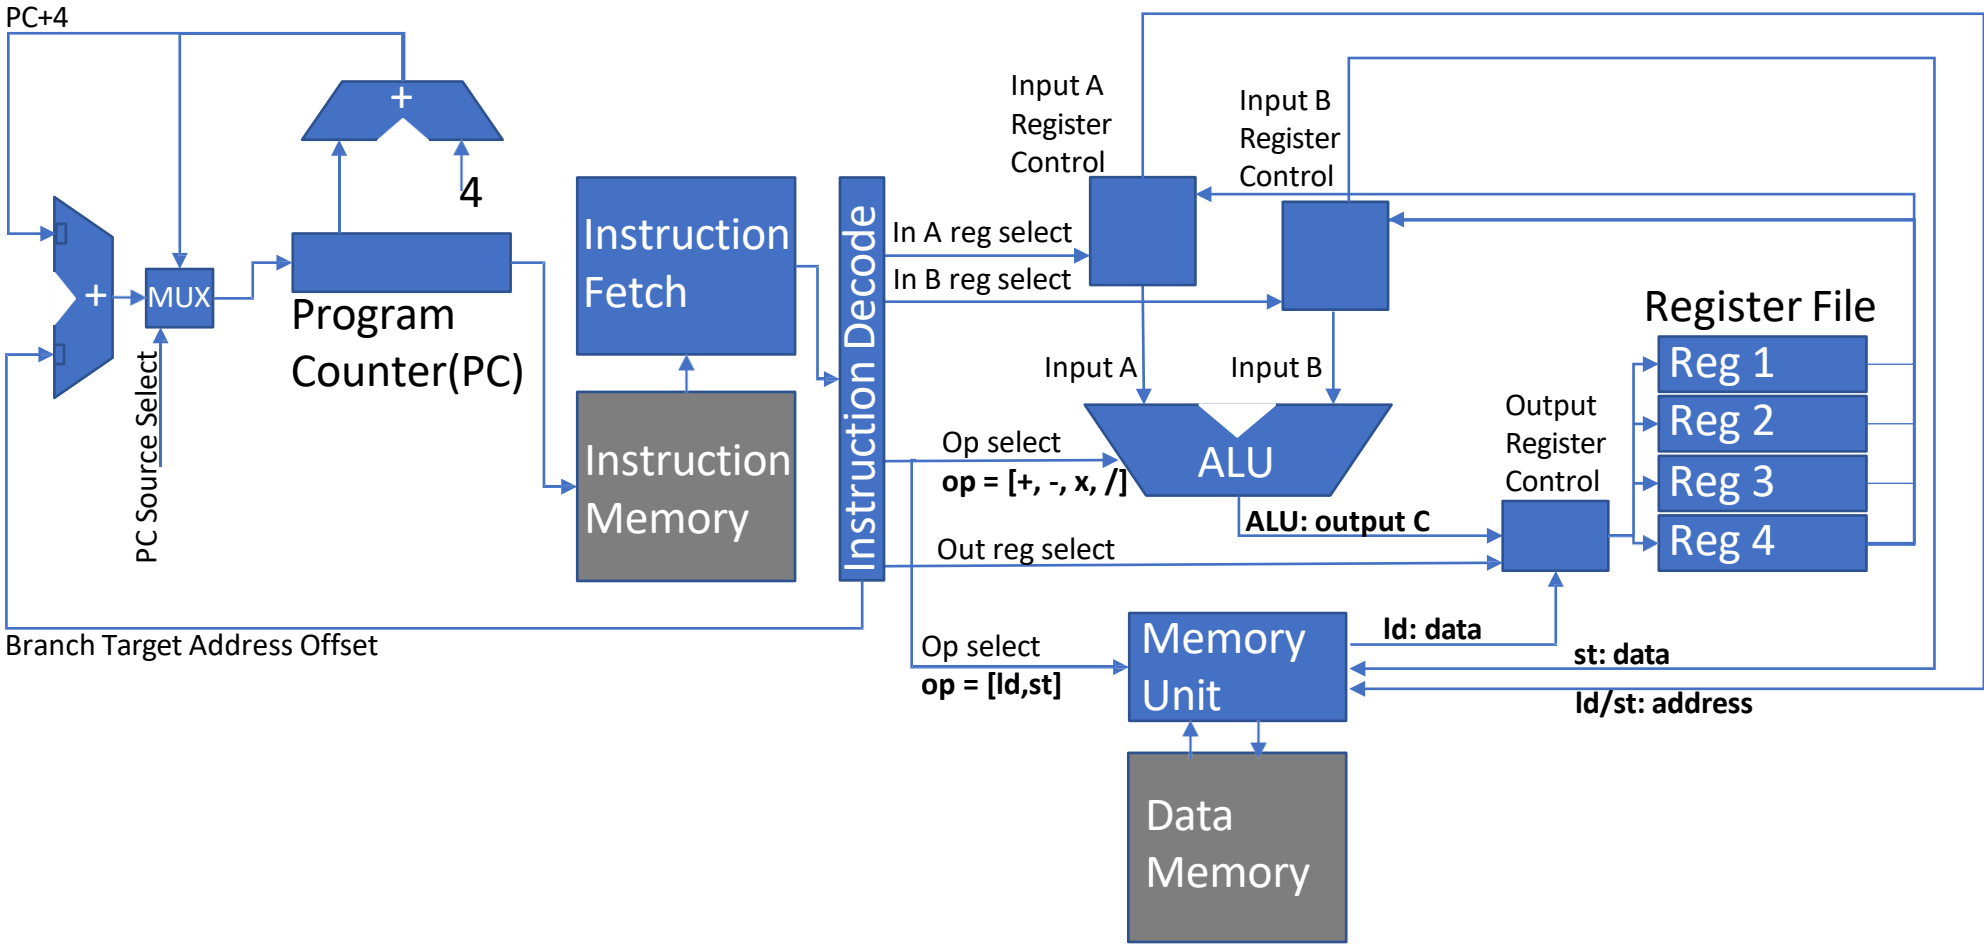 PC+4
+
4
+
MUX
Program
Counter(PC)
PC Source Select
Branch Target Address Offset
Instruction
Fetch
Instruction
Memory
Instruction Decode
Input A
Register
Control
Input B
Register
Control
In A reg select
In B reg select
Input A
Input B
Op select
op = [+, -, x, /]
ALU
ALU: output C
Out reg select
Output
Register
Control
Register File
Reg 1
Reg 2
Reg 3
Reg 4
Op select
op = [ld,st]
Memory
Unit
ld: data
st: data
ld/st: address
Data
Memory